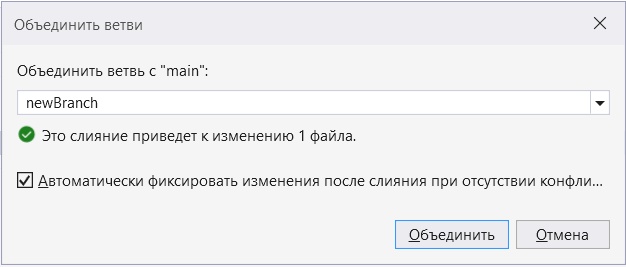 Объединить ветви
Объединить ветвь с "main":
newBranch
Это слияние приведет к изменению 1 файла.
Автоматически фиксировать изменения после слияния при отсутствии конфли...
Объединить Отмена